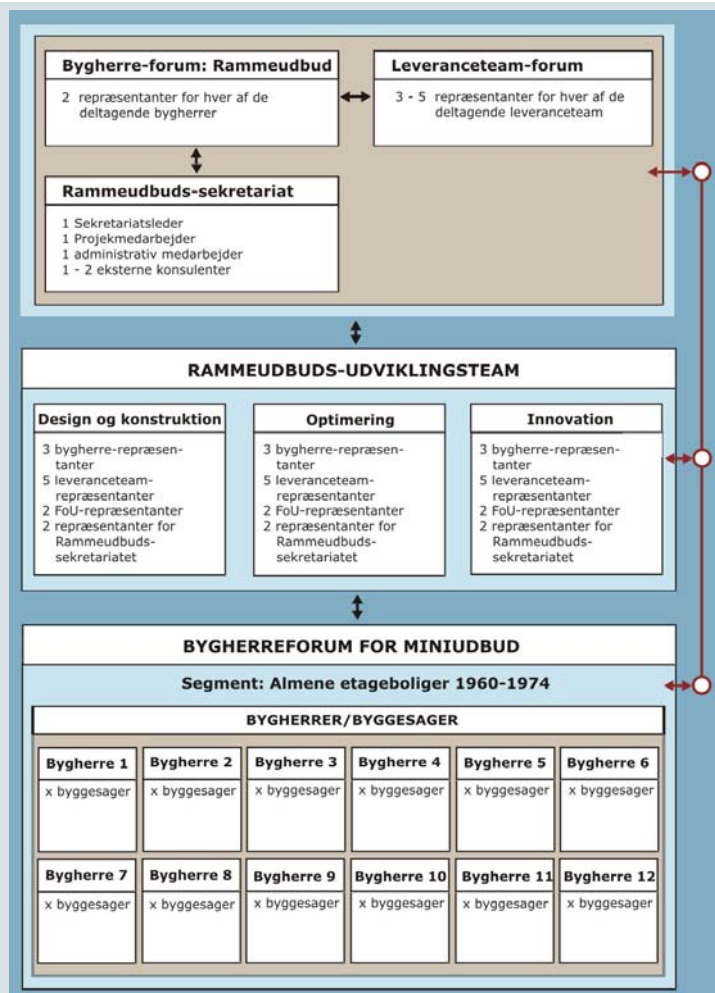 Bygherre-forum: Rammeudbud
2 repræsentanter for hver af de
deltagende bygherrer
Leveranceteam-forum
3 - 5 repræsentanter for hver af de
deltagende leveranceteam
Rammeudbuds-sekretariat
1 Sekretariatsleder
1 Projekmedarbejder
1 administrativ medarbejder
1 - 2 eksterne konsulenter
RAMMEUDBUDS-UDVIKLINGSTEAM
Design og konstruktion
3 bygherre-repræsen-
tanter
5 leveranceteam-
repræsentanter
2 FoU-repræsentanter
2 repræsentanter for
Rammeudbuds-
sekretariatet
Optimering
3 bygherre-repræsen-
tanter
5 leveranceteam-
repræsentanter
2 FoU-repræsentanter
2 repræsentanter for
Rammeudbuds-
sekretariatet
Innovation
3 bygherre-repræsen-
tanter
5 leveranceteam-
repræsentanter
2 FoU-repræsentanter
2 repræsentanter for
Rammeudbuds-
sekretariatet
BYGHERREFORUM FOR MINIUDBUD
Segment: Almene etageboliger 1960-1974
BYGHERRER/BYGGESAGER
Bygherre 1
x byggesager
Bygherre 2
x byggesager
Bygherre 3
x byggesager
Bygherre 4
x byggesager
Bygherre 5
x byggesager
Bygherre 6
x byggesager
Bygherre 7
x byggesager
Bygherre 8
x byggesager
Bygherre 9
x byggesager
Bygherre 10
x byggesager
Bygherre 11
x byggesager
Bygherre 12
x byggesager